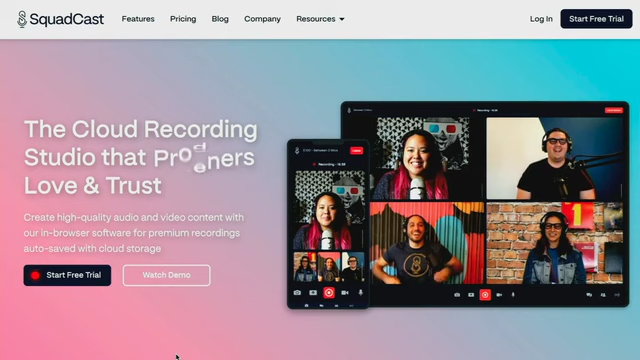 SquadCast
Features
Pricing
Blog
Company
Resources
Log In
Start Free Trial
The Cloud Recording
Studio that
Love & Trust
Create high-quality audio and video content with
our in-browser software for premium recordings
auto-saved with cloud storage
Start Free Trial
Watch Demo